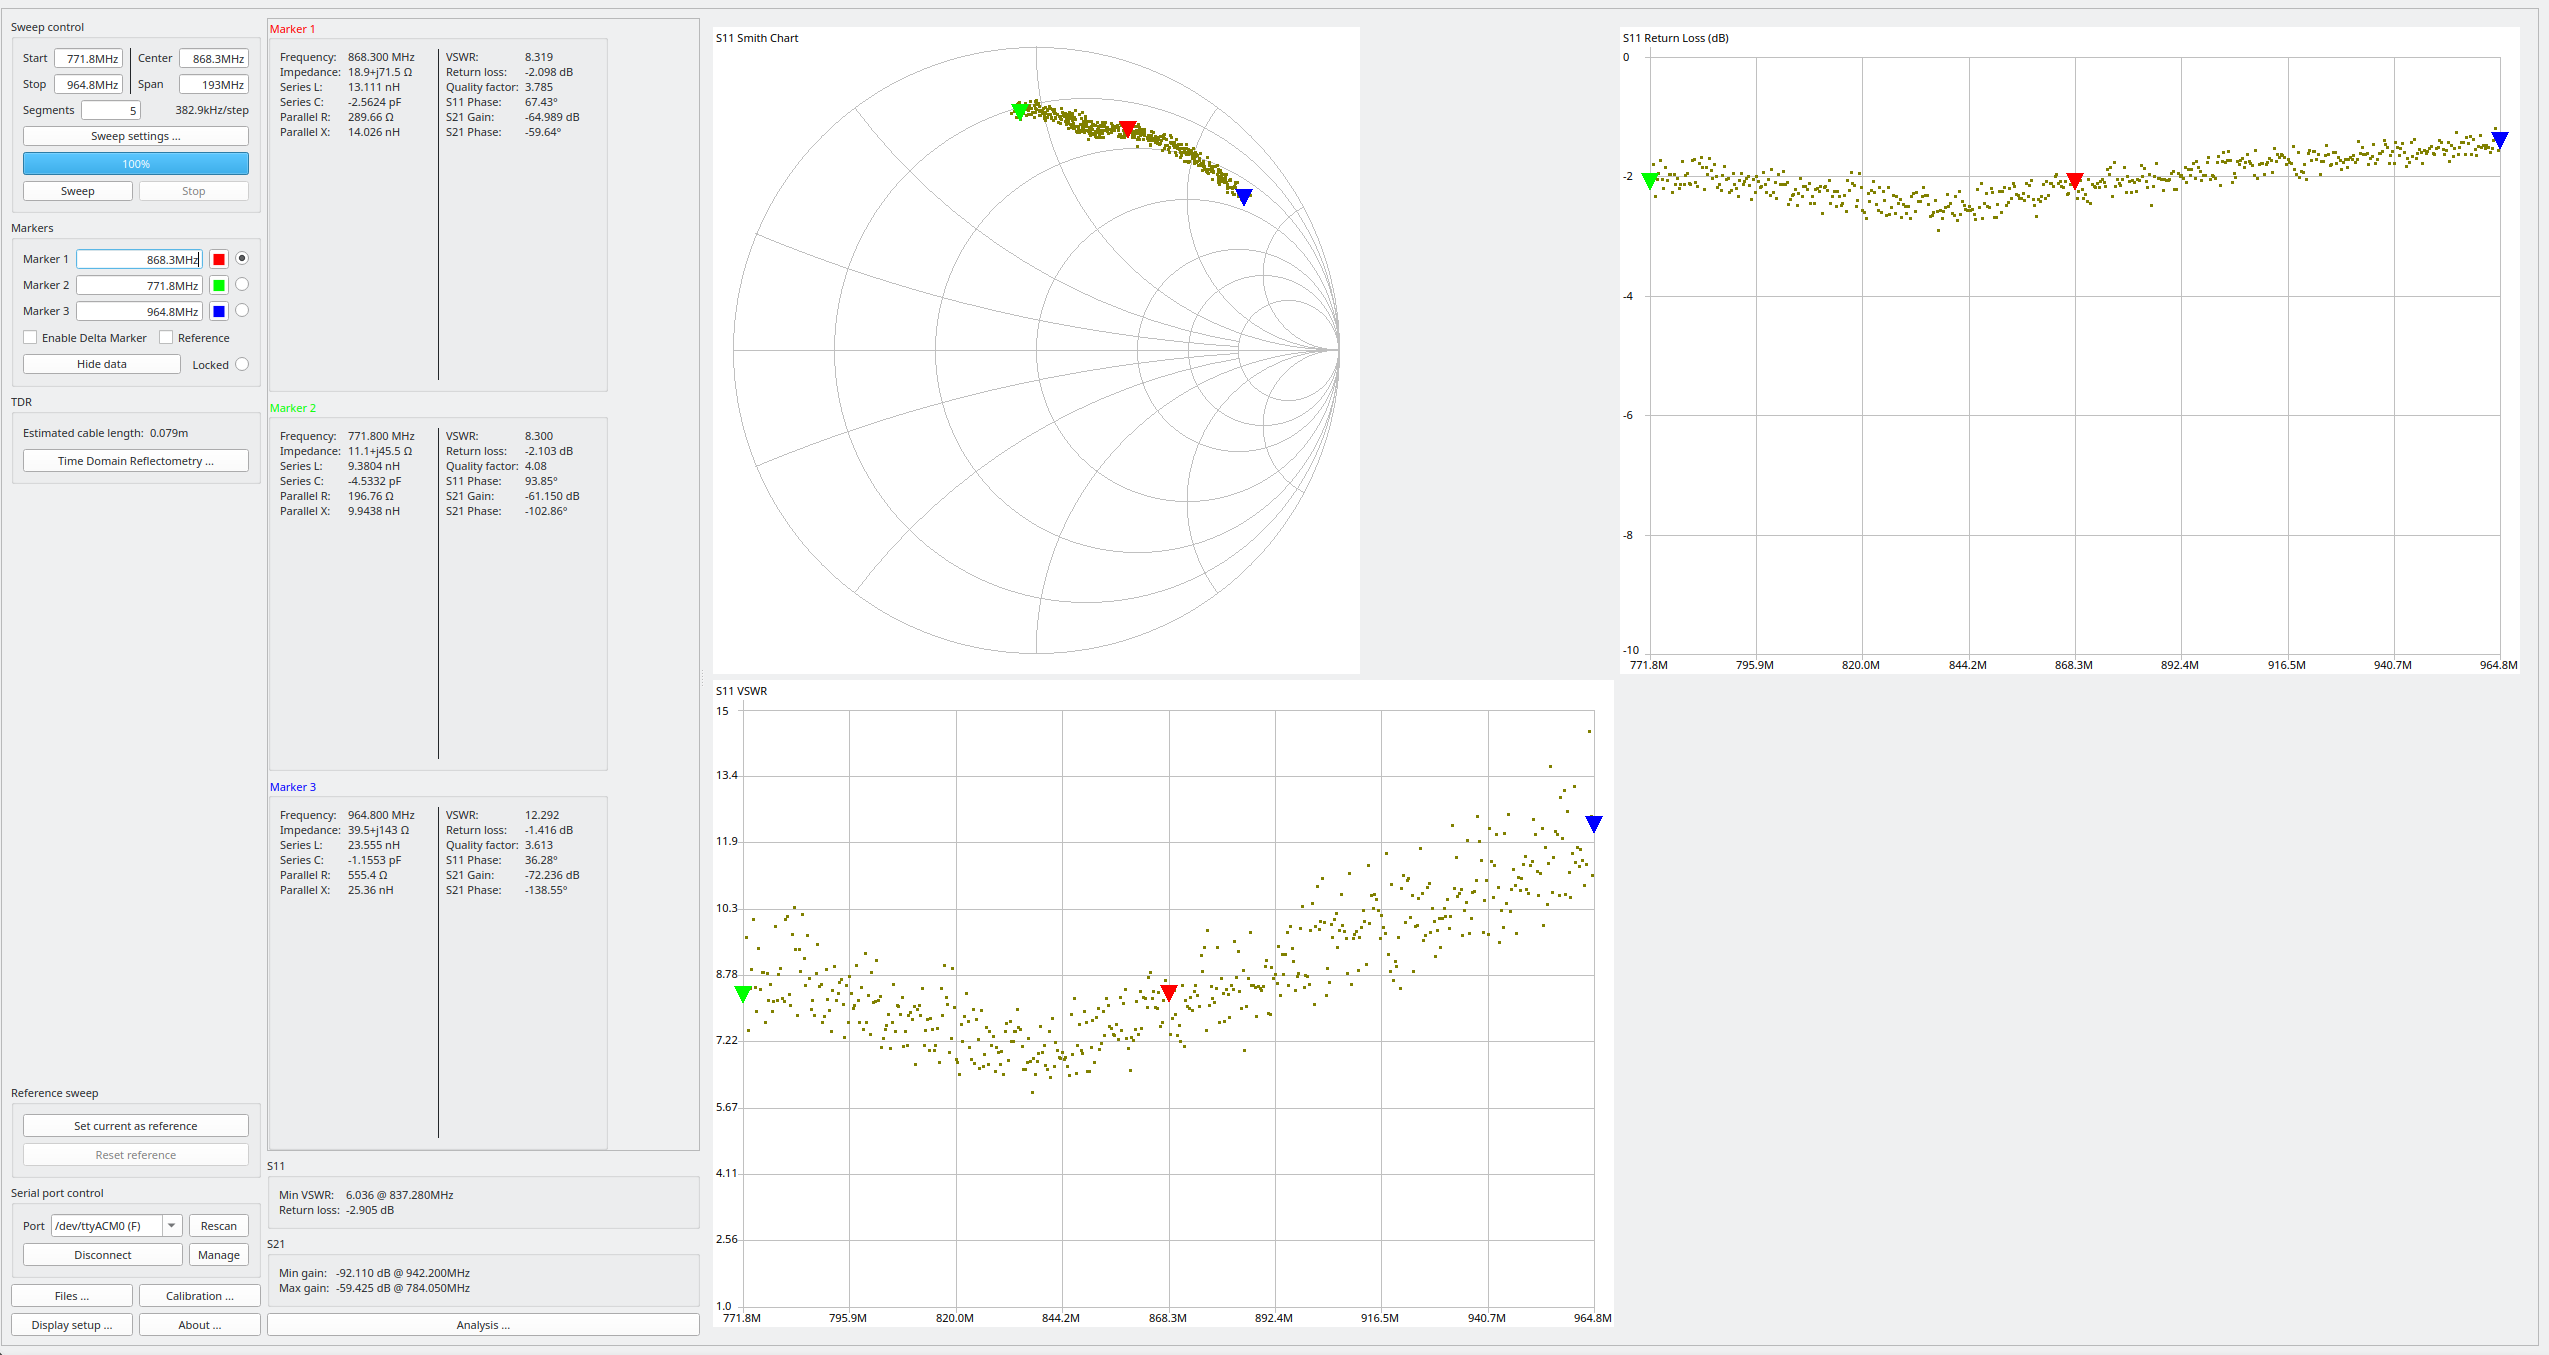 Sweep control
Start 771.8MHz Center 868.3MHz
Stop 964.8MHz Span 193MHz
Segments 5 382.9kHz/step
Sweep settings ...
100%
Sweep Stop
Markers
Marker 1 868.3MHz
Marker 2 771.8MHz
Marker 3 964.8MHz
Enable Delta Marker Reference
Hide data Locked
TDR
Estimated cable length: 0.079m
Time Domain Reflectometry ...
Reference sweep
Set current as reference
Reset reference
Serial port control
Port /dev/ttyACM0 (F) Rescan
Disconnect Manage
Files ... Calibration ...
Display setup ... About ...
Marker 1
Frequency: 868.300 MHz VSWR: 8.319
Impedance: 18.9+j71.5 Ω Return loss: -2.098 dB
Series L: 13.111 nH Quality factor: 3.785
Series C: -2.5624 pF S11 Phase: 67.43°
Parallel R: 289.66 Ω S21 Gain: -64.989 dB
Parallel X: 14.026 nH S21 Phase: -59.64°
Marker 2
Frequency: 771.800 MHz VSWR: 8.300
Impedance: 11.1+j45.5 Ω Return loss: -2.103 dB
Series L: 9.3804 nH Quality factor: 4.08
Series C: -4.5332 pF S11 Phase: 93.85°
Parallel R: 196.76 Ω S21 Gain: -61.150 dB
Parallel X: 9.9438 nH S21 Phase: -102.86°
Marker 3
Frequency: 964.800 MHz VSWR: 12.292
Impedance: 39.5+j143 Ω Return loss: -1.416 dB
Series L: 23.555 nH Quality factor: 3.613
Series C: -1.1553 pF S11 Phase: 36.28°
Parallel R: 555.4 Ω S21 Gain: -72.236 dB
Parallel X: 25.36 nH S21 Phase: -138.55°
S11
Min VSWR: 6.036 @ 837.280MHz
Return loss: -2.905 dB
S21
Min gain: -92.110 dB @ 942.200MHz
Max gain: -59.425 dB @ 784.050MHz
Analysis ...
S11 Smith Chart
S11 Return Loss (dB)
0
-2
-4
-6
-8
-10
771.8M 795.9M 820.0M 844.2M 868.3M 892.4M 916.5M 940.7M 964.8M
S11 VSWR
15
13.4
11.9
10.3
8.78
7.22
5.67
4.11
2.56
1.0
771.8M 795.9M 820.0M 844.2M 868.3M 892.4M 916.5M 940.7M 964.8M